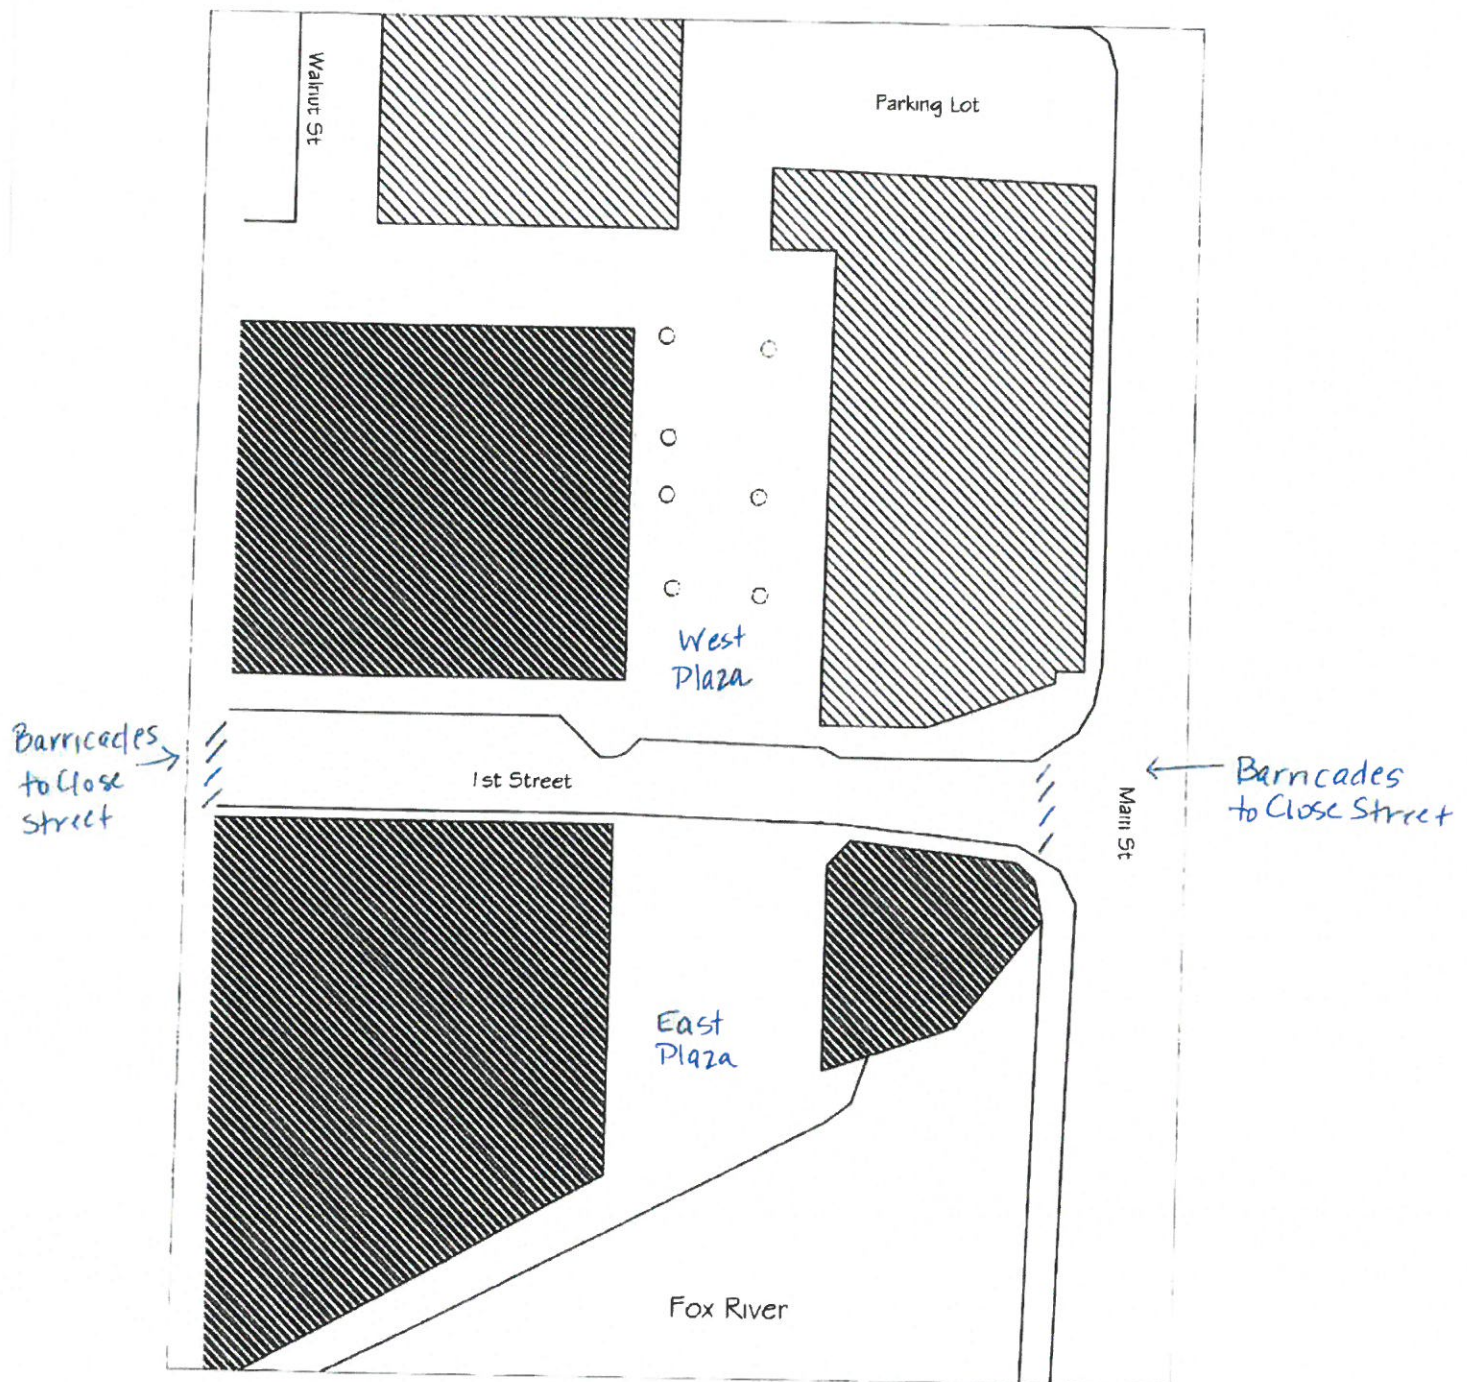 Walnut St
Parking Lot
West
Plaza
Barricades
to Close
street
1st Street
Barricades
to Close Street
Main St
East
Plaza
Fox River